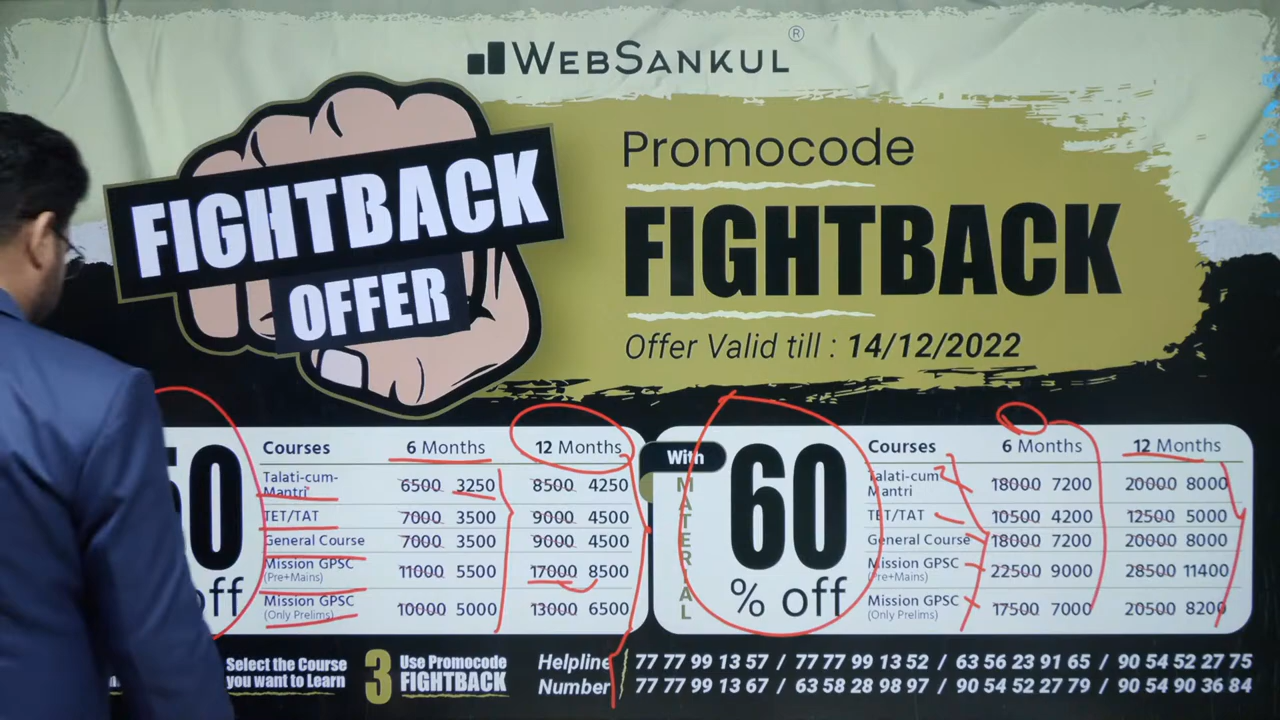 WEBSANKUL®
FIGHTBACK
OFFER
Promocode
FIGHTBACK
Offer Valid till : 14/12/2022
0
off
Courses 6 Months 12 Months
Talati-cum-
Mantri 6500 3250 8500 4250
TET/TAT 7000 3500 9000 4500
General Course 7000 3500 9000 4500
Mission GPSC
(Pre+Mains) 11000 5500 17000 8500
Mission GPSC
(Only Prelims) 10000 5000 13000 6500
With
MATERIAL
60
% off
Courses 6 Months 12 Months
Talati-cum
Mantri 18000 7200 20000 8000
TET/TAT 10500 4200 12500 5000
General Course 18000 7200 20000 8000
Mission GPSC
(Pre+Mains) 22500 9000 28500 11400
Mission GPSC
(Only Prelims) 17500 7000 20500 8200
Select the Course
you want to Learn
3 Use Promocode
FIGHTBACK
Helpline 77 77 99 13 57 / 77 77 99 13 52 / 63 56 23 91 65 / 90 54 52 27 75
Number 77 77 99 13 67 / 63 58 28 98 97 / 90 54 52 27 79 / 90 54 90 36 84